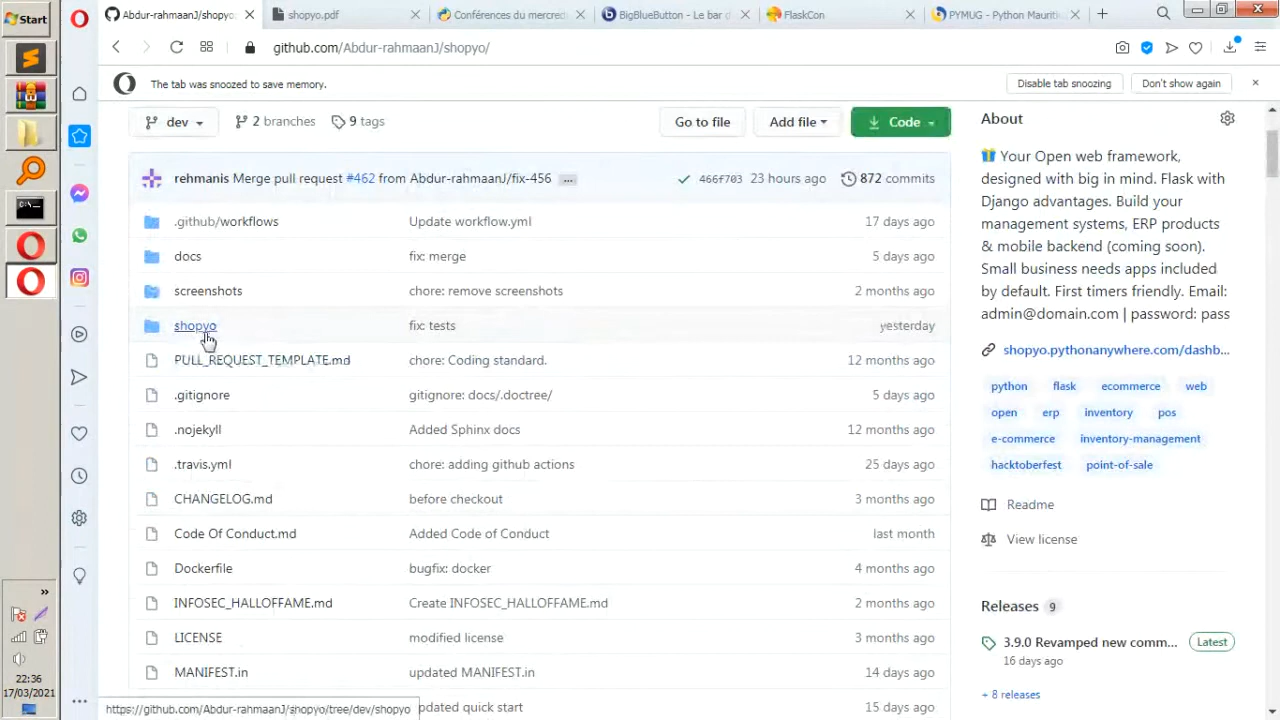 Start
Abdur-rahmaanJ/shopyo:
shopyo.pdf
Conférences du mercred
BigBlueButton - Le bar d
FlaskCon
PYMUG - Python Mauriti
github.com/Abdur-rahmaanJ/shopyo/
The tab was snoozed to save memory.
Disable tab snoozing
Don't show again
dev
2 branches
9 tags
Go to file
Add file
Code
rehmanis Merge pull request #462 from Abdur-rahmaanJ/fix-456 ...
466f703 23 hours ago
872 commits
.github/workflows Update workflow.yml 17 days ago
docs fix: merge 5 days ago
screenshots chore: remove screenshots 2 months ago
shopyo fix: tests yesterday
PULL_REQUEST_TEMPLATE.md chore: Coding standard. 12 months ago
.gitignore gitignore: docs/.doctree/ 5 days ago
.nojekyll Added Sphinx docs 12 months ago
.travis.yml chore: adding github actions 25 days ago
CHANGELOG.md before checkout 3 months ago
Code Of Conduct.md Added Code of Conduct last month
Dockerfile bugfix: docker 4 months ago
INFOSEC_HALLOFFAME.md Create INFOSEC_HALLOFFAME.md 2 months ago
LICENSE modified license 3 months ago
MANIFEST.in updated MANIFEST.in 14 days ago
updated quick start 15 days ago
About
Your Open web framework,
designed with big in mind. Flask with
Django advantages. Build your
management systems, ERP products
& mobile backend (coming soon).
Small business needs apps included
by default. First timers friendly. Email:
admin@domain.com | password: pass
shopyo.pythonanywhere.com/dashb...
python flask ecommerce web
open erp inventory pos
e-commerce inventory-management
hacktoberfest point-of-sale
Readme
View license
Releases 9
3.9.0 Revamped new comm... Latest
16 days ago
+ 8 releases
22:36
17/03/2021
https://github.com/Abdur-rahmaanJ/shopyo/tree/dev/shopyo